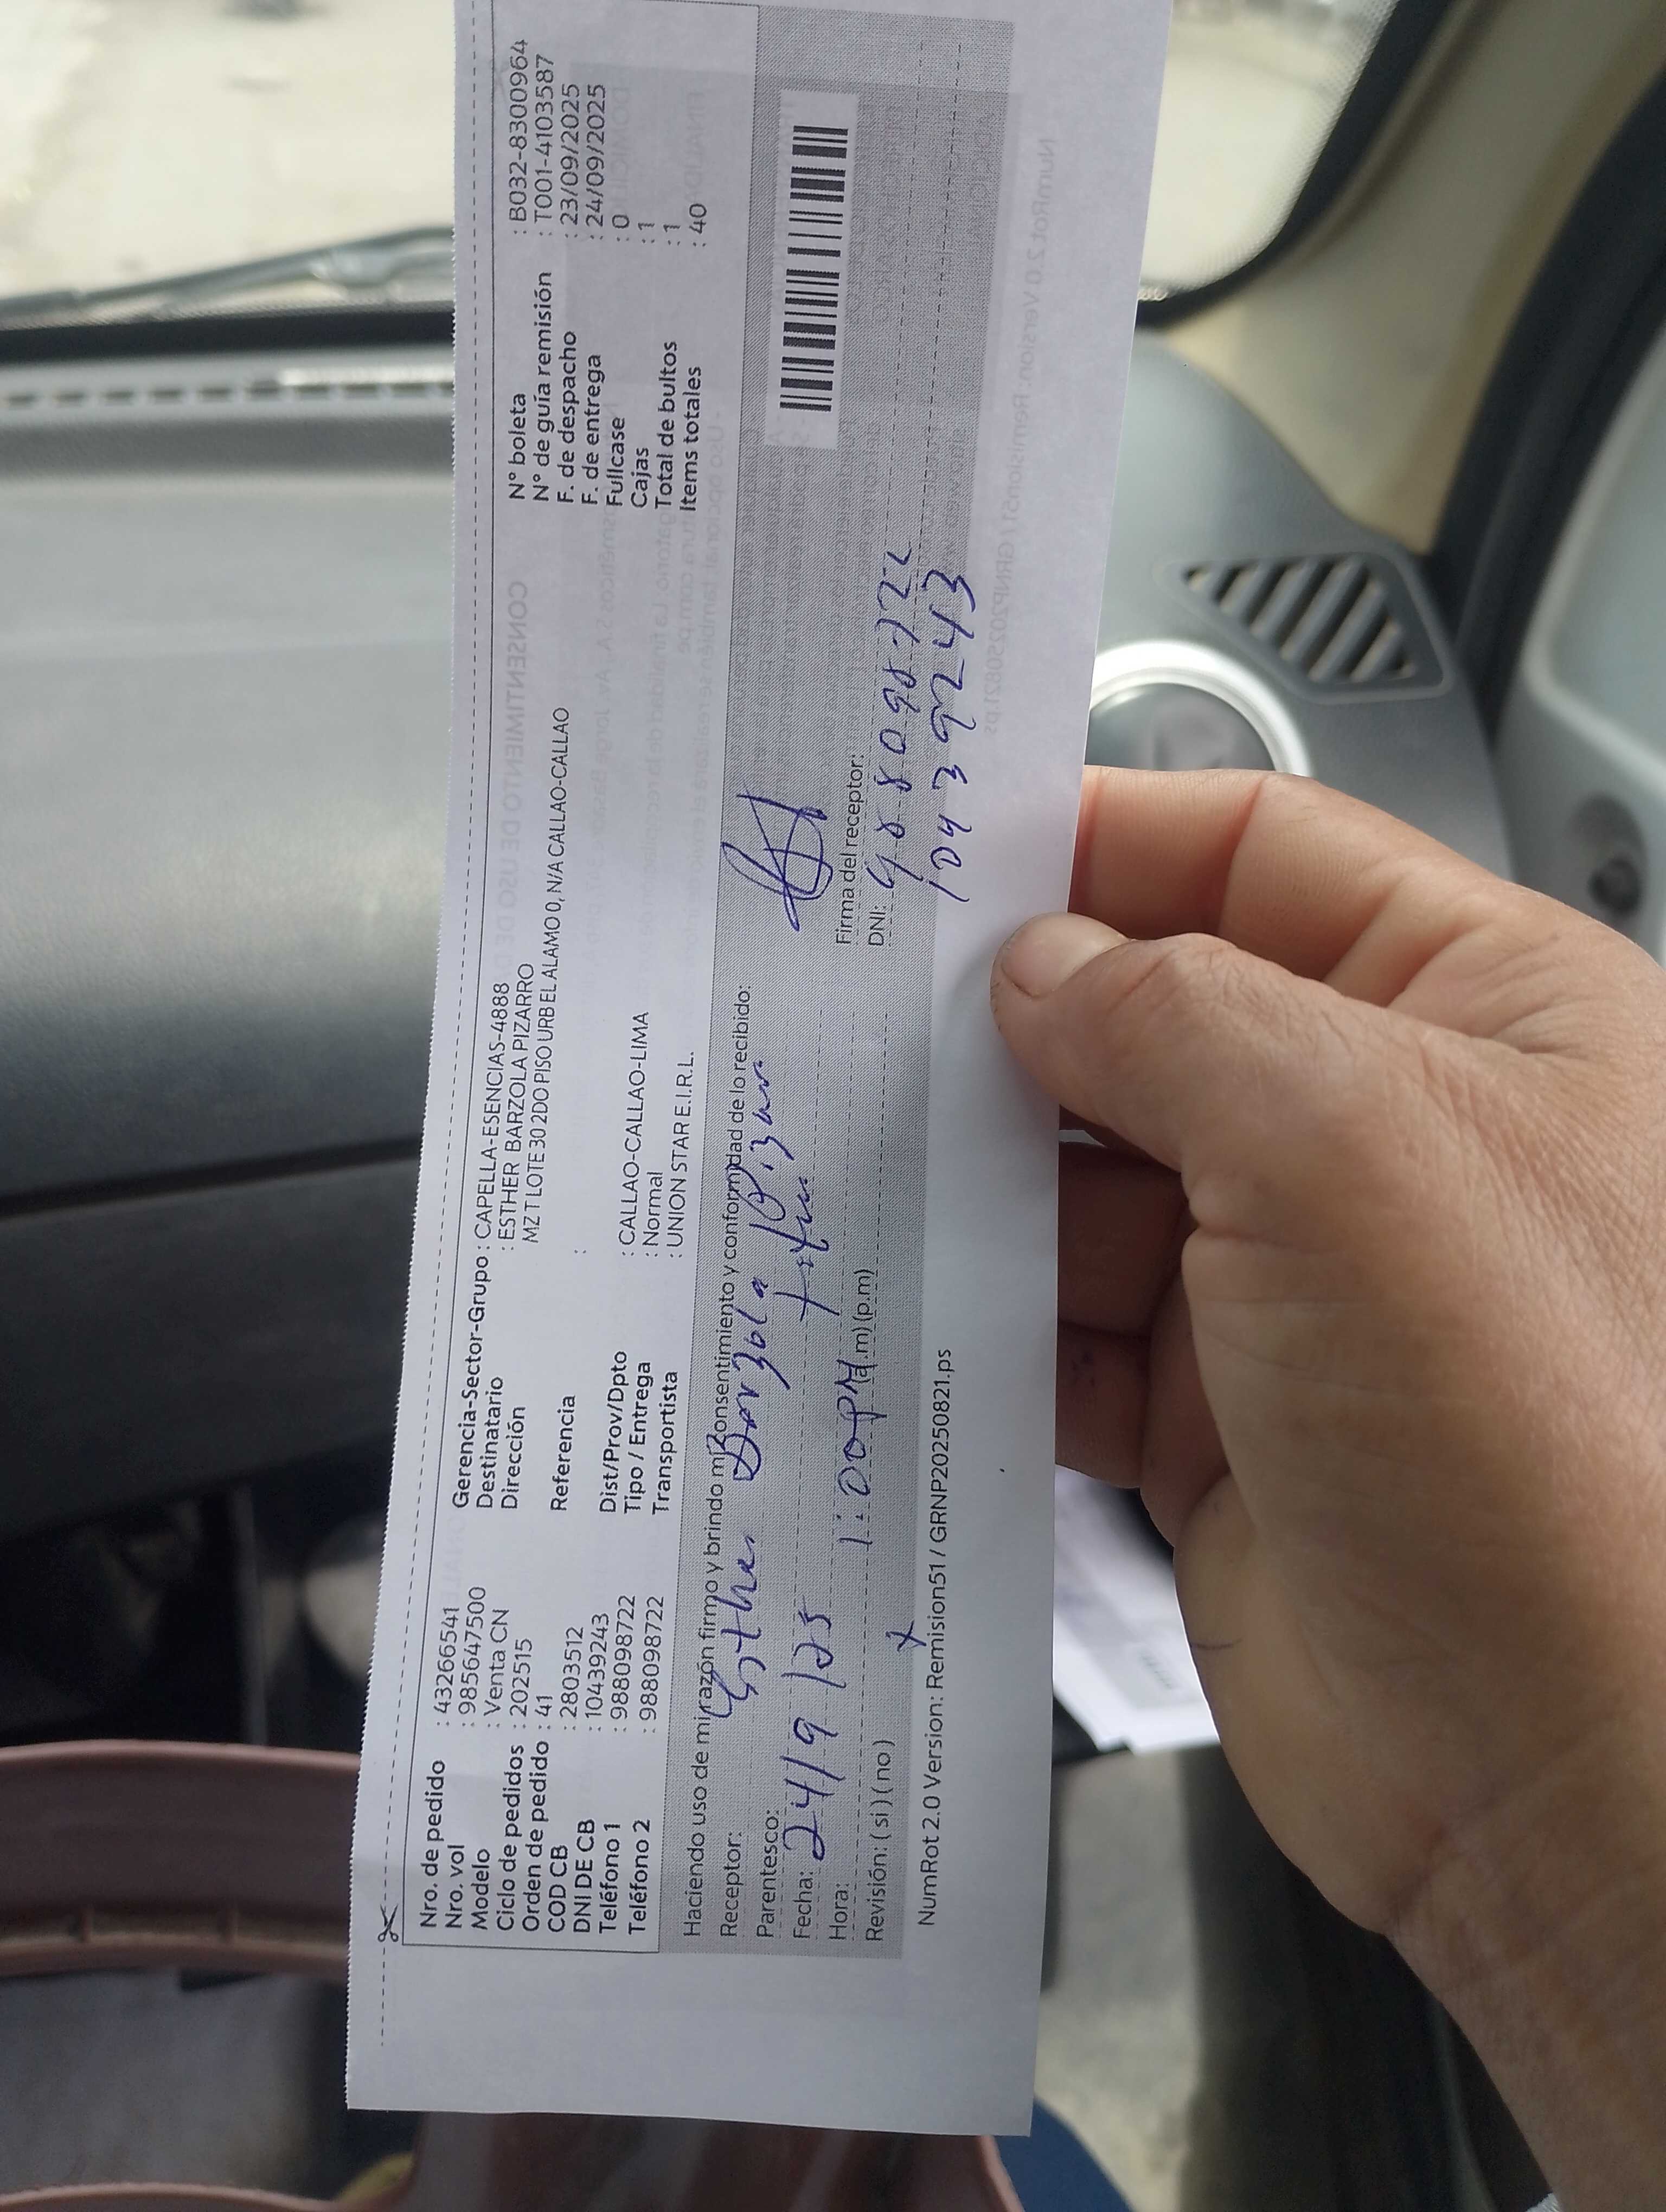 Nro. de pedido : 43266541
Nro. vol : 985647500
Modelo : Venta CN
Ciclo de pedidos : 202515
Orden de pedido : 41
COD CB : 2803512
DNI DE CB : 10439243
Teléfono 1 : 988098722
Teléfono 2 : 988098722
Gerencia-Sector-Grupo : CAPELLA-ESENCIAS-4888
Destinatario : ESTHER BARZOLA PIZARRO
Dirección MZ T LOTE 30 2DO PISO URB EL ALAMO 0, N/A CALLAO-CALLAO
Referencia :
Dist/Prov/Dpto : CALLAO-CALLAO-LIMA
Tipo / Entrega : Normal
Transportista : UNION STAR E.I.R.L.
N° boleta : B032-8300964
N° de guía remisión : T001-4103587
F. de despacho : 23/09/2025
F. de entrega : 24/09/2025
Fullcase : 0
Cajas : 1
Total de bultos : 1
Items totales : 40
Haciendo uso de mi razón firmo y brindo mi consentimiento y conformidad de lo recibido:
Receptor: Esther Barzola Pizarr
Parentesco: titu
Fecha: 24/9/25
Hora: 1:00 PM (a.m) (p.m)
Revisión: ( si ) ( no ) x
Firma del receptor:
DNI: 988098722
10439243
NumRot 2.0 Version: Remision51 / GRNP20250821.ps